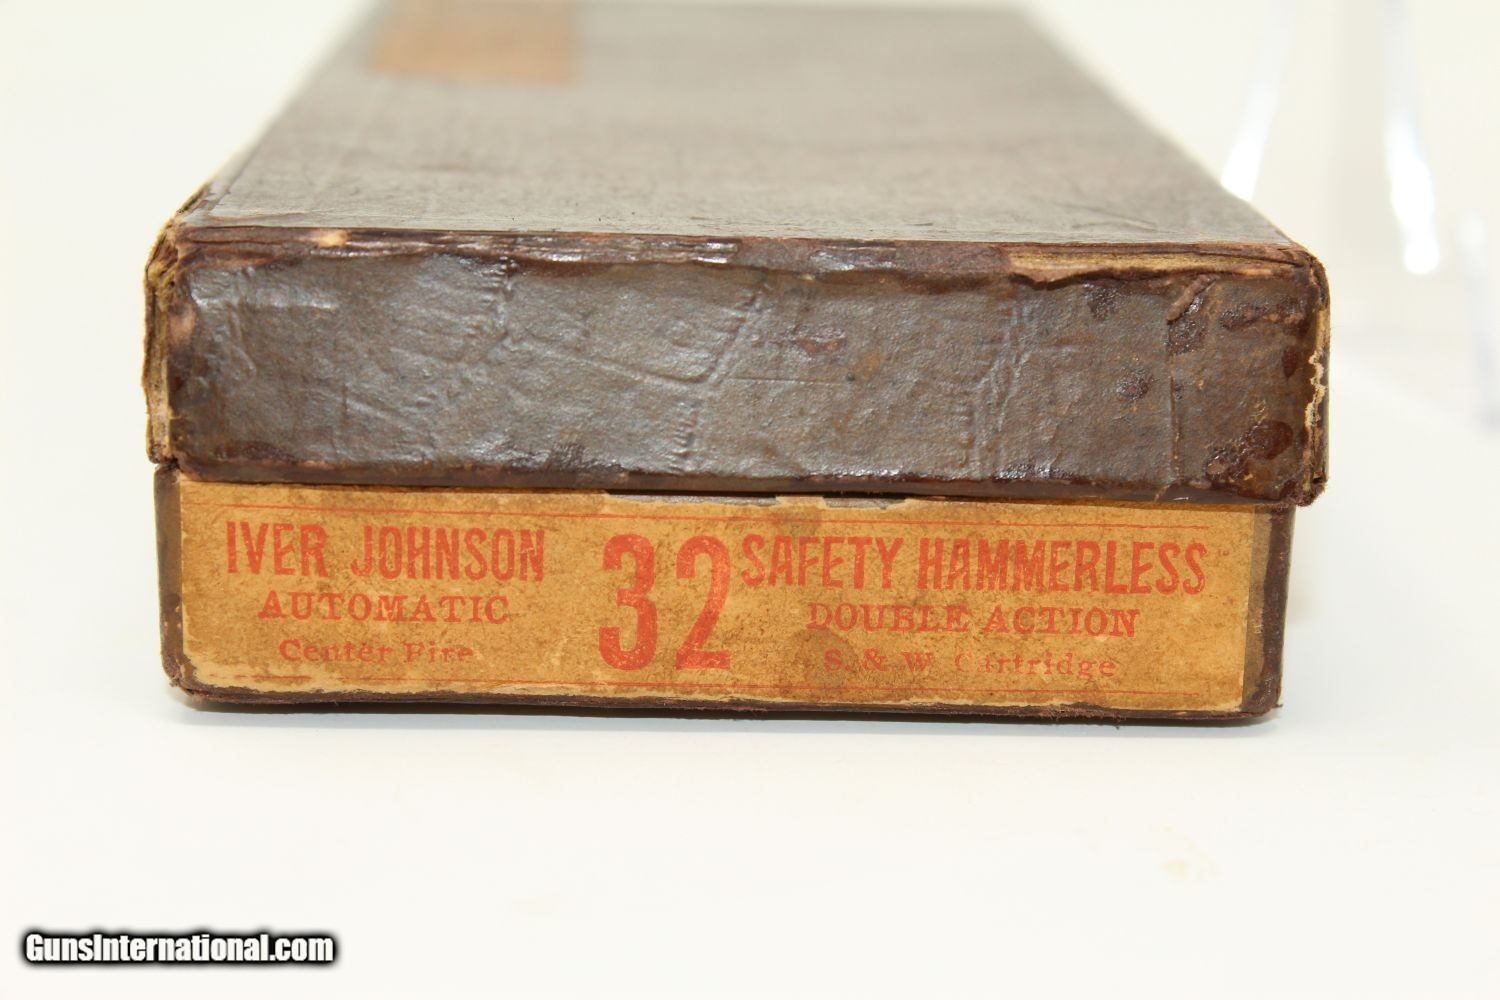 IVER JOHNSON
AUTOMATIC
Center Fire
32
SAFETY HAMMERLESS
DOUBLE ACTION
S. & W. Cartridge
GunsInternational.com